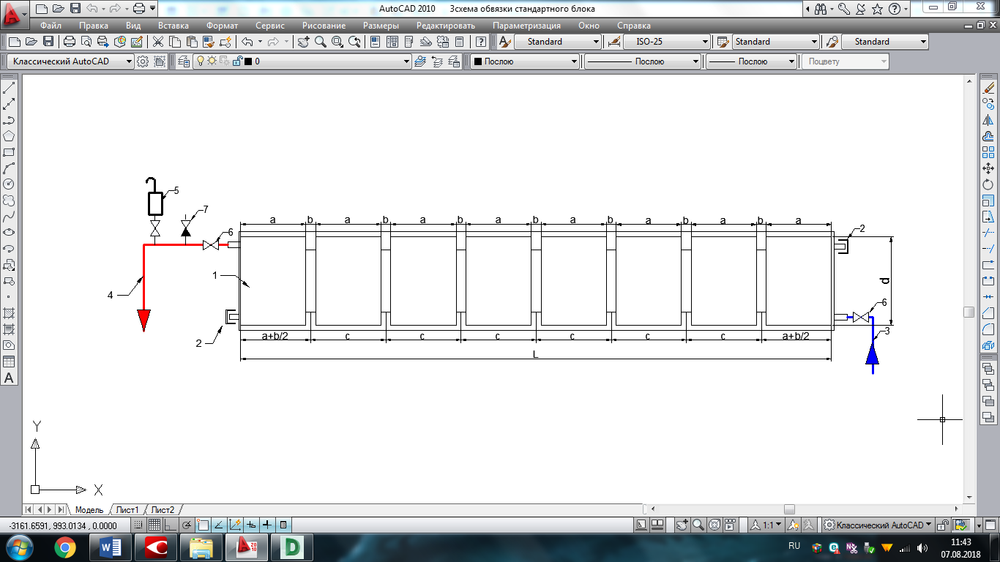 AutoCAD 2010 3схема обвязки стандартного блока
Файл Правка Вид Вставка Формат Сервис Рисование Размеры Редактировать Параметризация Окно Справка
Standard ISO-25 Standard Standard
Классический AutoCAD 0 Послою Послою Послою Поцвету
5
7
a b a b a b a b a b a b a b a
6 2
1
d
4
6
2 3
a+b/2 c c c c c c a+b/2
L
Y
X
A
Модель Лист1 Лист2
-3161.6591, 993.0134 , 0.0000 1:1 Классический AutoCAD
RU 11:43
07.08.2018